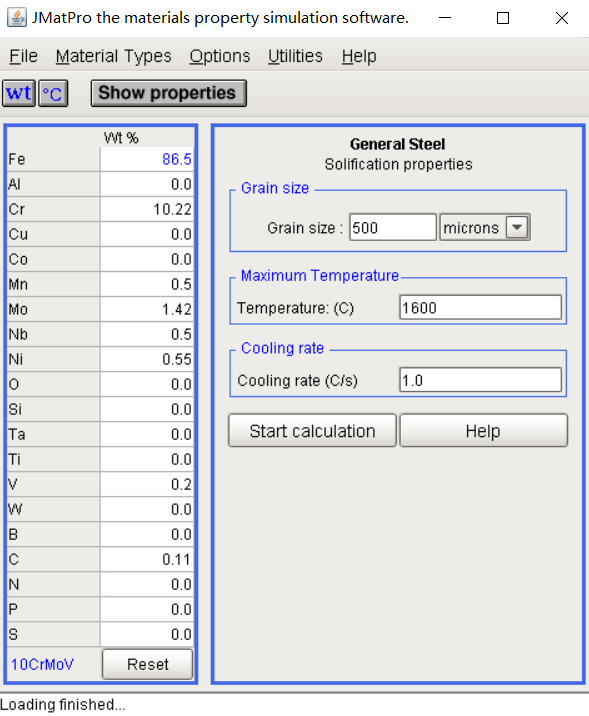 JMatPro the materials property simulation software.
File Material Types Options Utilities Help
wt °C Show properties
Wt %
Fe 86.5
Al 0.0
Cr 10.22
Cu 0.0
Co 0.0
Mn 0.5
Mo 1.42
Nb 0.5
Ni 0.55
O 0.0
Si 0.0
Ta 0.0
Ti 0.0
V 0.2
W 0.0
B 0.0
C 0.11
N 0.0
P 0.0
S 0.0
10CrMoV Reset
General Steel
Solification properties
Grain size
Grain size : 500 microns
Maximum Temperature
Temperature: (C) 1600
Cooling rate
Cooling rate (C/s) 1.0
Start calculation Help
Loading finished...